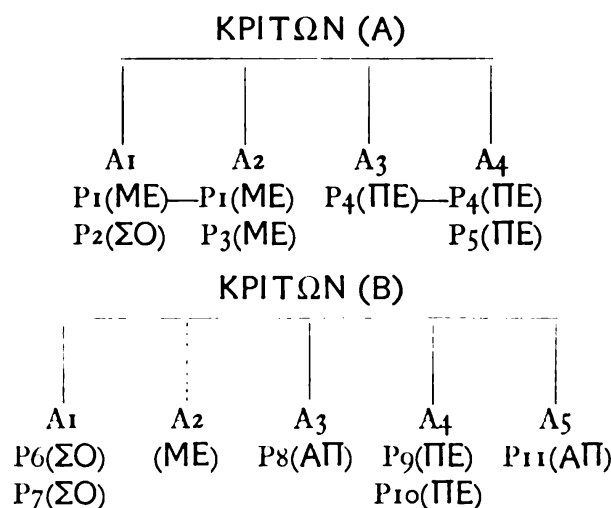 ΚΡΙΤΩΝ (Α)
A1 A2 A3 A4
P1(ΜΕ)—P1(ΜΕ) P4(ΠΕ)—P4(ΠΕ)
P2(ΣΟ) P3(ΜΕ) P5(ΠΕ)
ΚΡΙΤΩΝ (Β)
A1 A2 A3 A4 A5
P6(ΣΟ) (ΜΕ) P8(ΑΠ) P9(ΠΕ) P11(ΑΠ)
P7(ΣΟ) P10(ΠΕ)